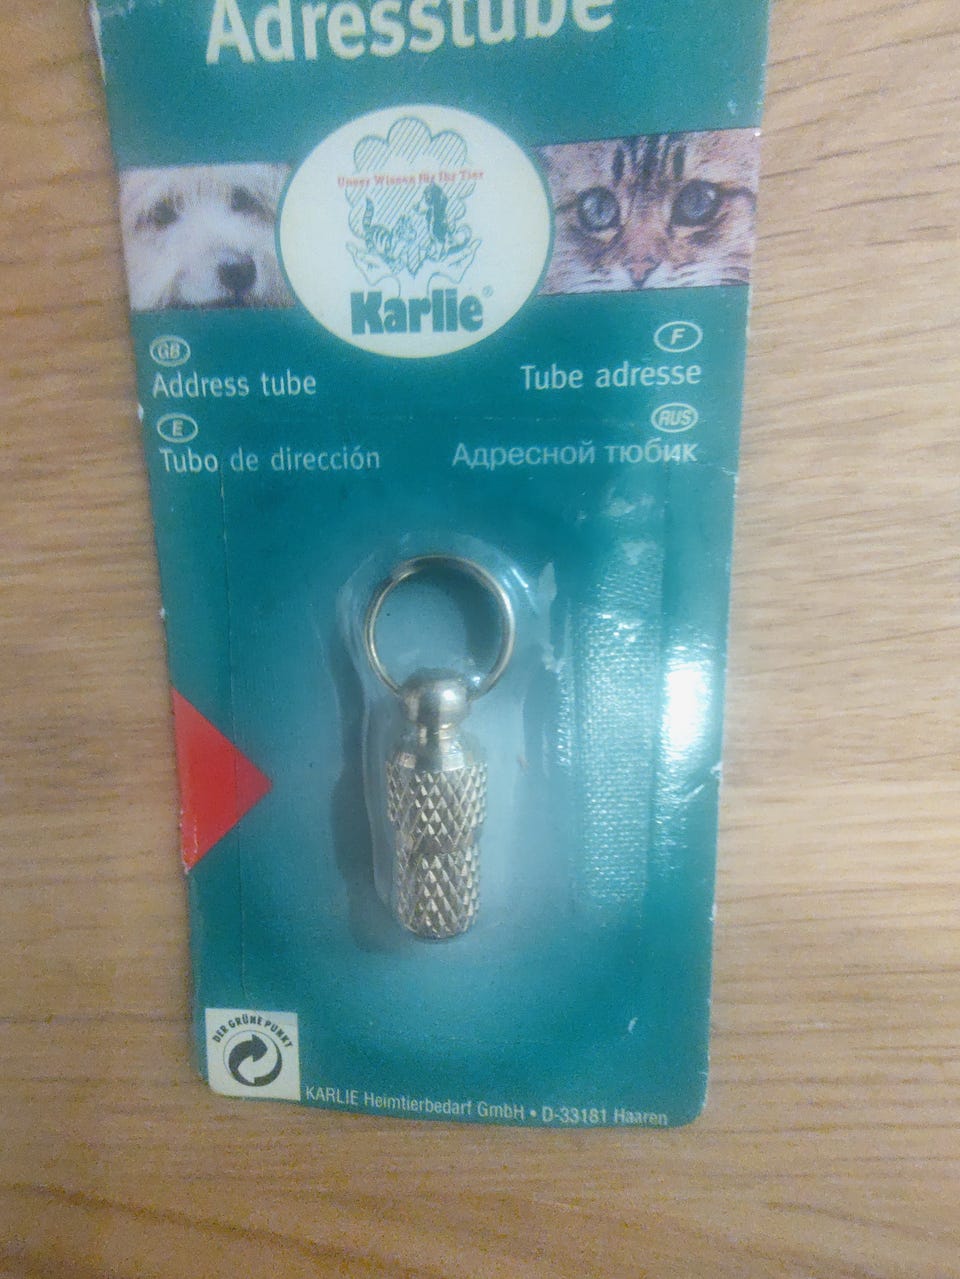 Adresstube
Unser Wissen für Ihr Tier
Karlie®
GB
Address tube
F
Tube adresse
E
Tubo de dirección
RUS
Адресной тюбик
DER GRÜNE PUNKT
KARLIE Heimtierbedarf GmbH • D-33181 Haaren